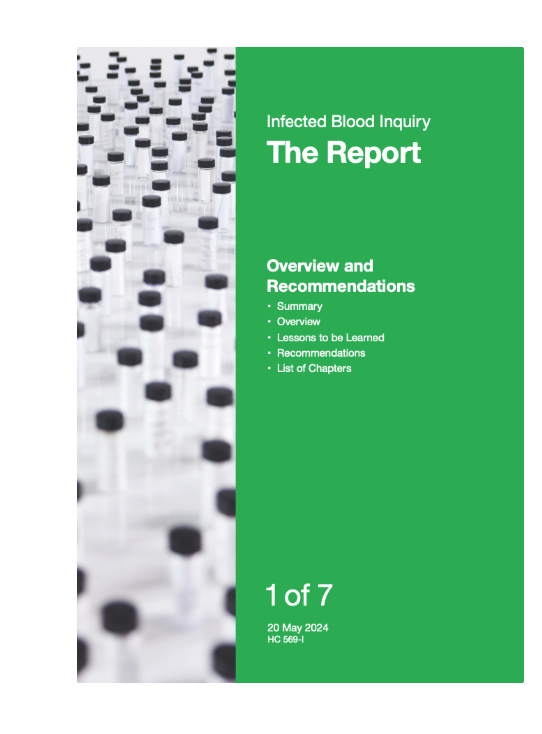 Infected Blood Inquiry
The Report
Overview and
Recommendations
• Summary
• Overview
• Lessons to be Learned
• Recommendations
• List of Chapters
1 of 7
20 May 2024
HC 569-I